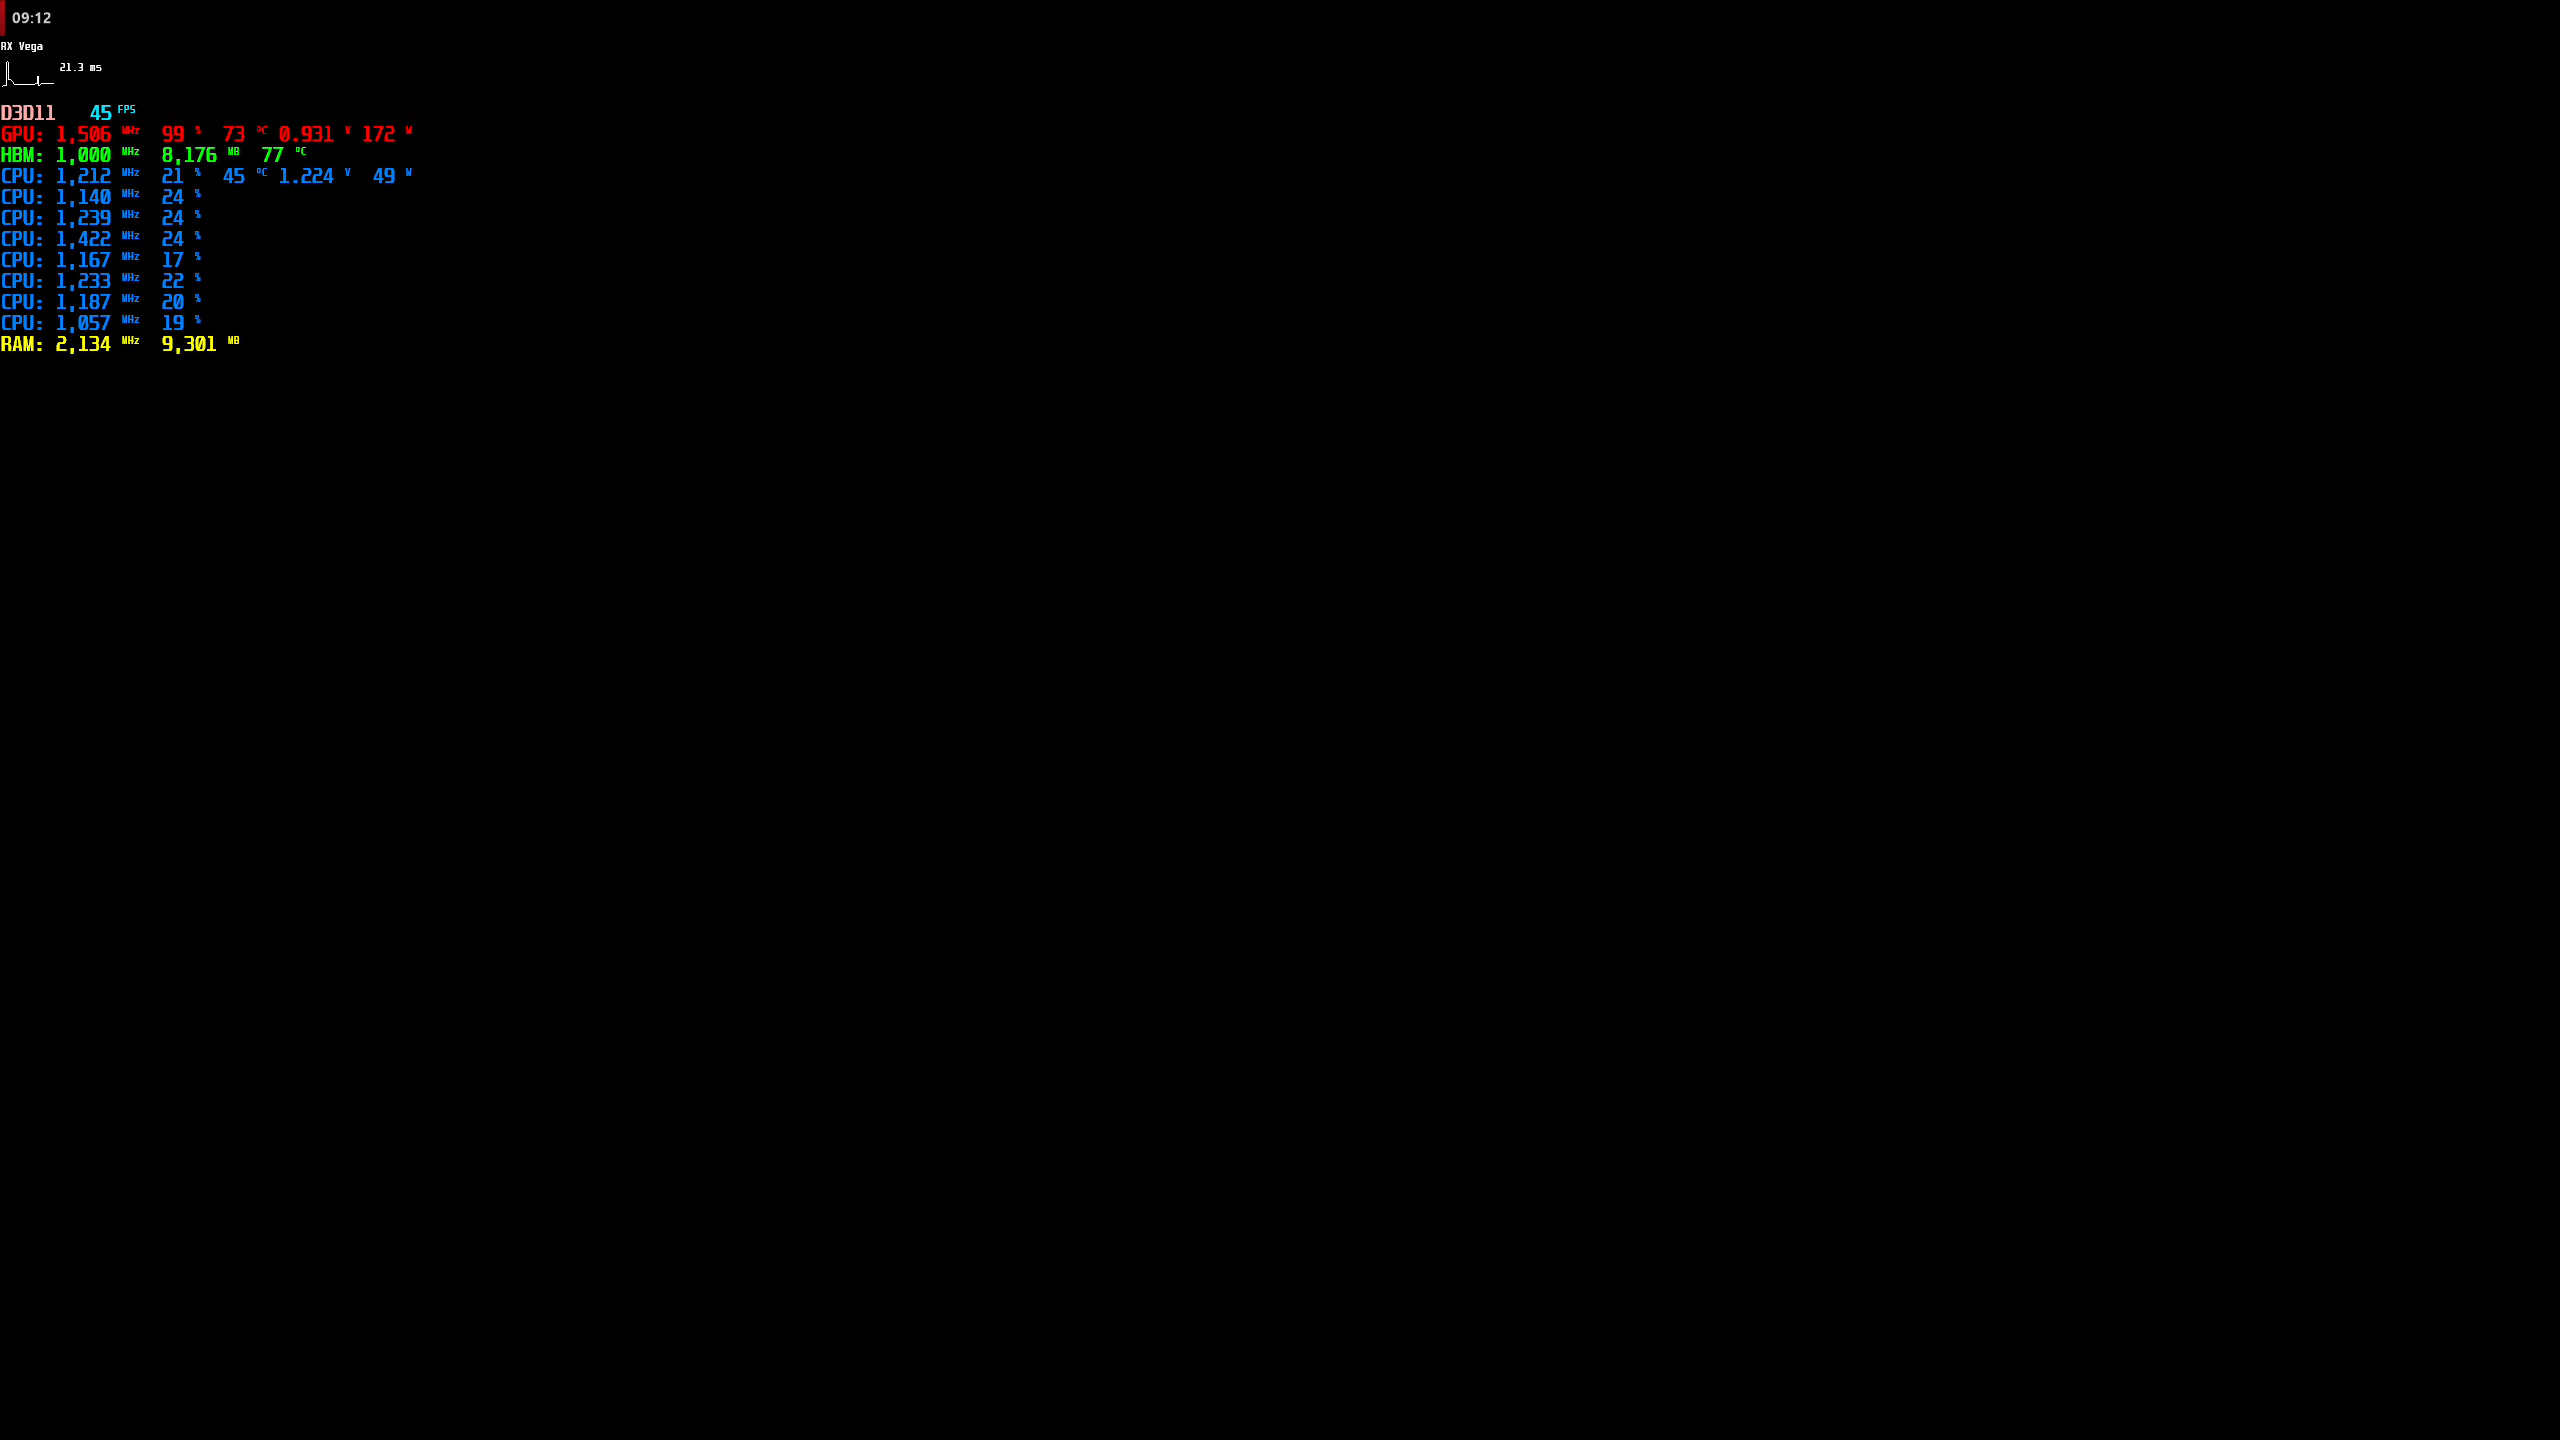 09:12
RX Vega
21.3 ms
D3D11 45 FPS
GPU: 1,506 MHz 99 % 73 °C 0.931 V 172 W
HBM: 1,000 MHz 8,176 MB 77 °C
CPU: 1,212 MHz 21 % 45 °C 1.224 V 49 W
CPU: 1,140 MHz 24 %
CPU: 1,239 MHz 24 %
CPU: 1,422 MHz 24 %
CPU: 1,167 MHz 17 %
CPU: 1,233 MHz 22 %
CPU: 1,187 MHz 20 %
CPU: 1,057 MHz 19 %
RAM: 2,134 MHz 9,301 MB